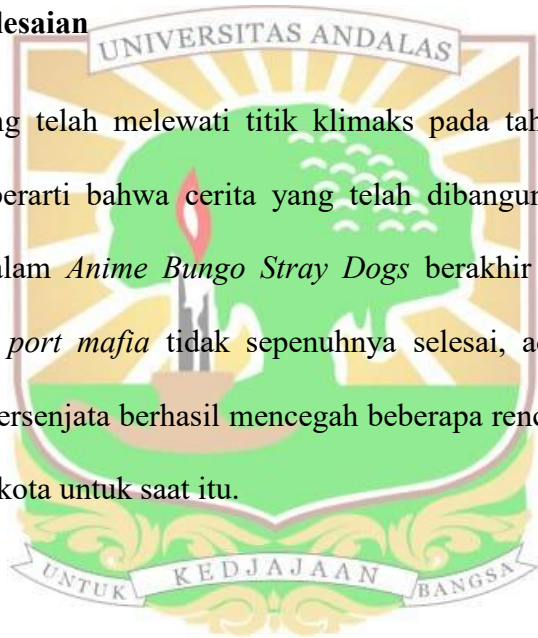 lesaian
UNIVERSITAS ANDALAS
ng telah melewati titik klimaks pada tah
berarti bahwa cerita yang telah dibangun
alam Anime Bungo Stray Dogs berakhir
port mafia tidak sepenuhnya selesai, a
ersenjata berhasil mencegah beberapa renc
kota untuk saat itu.
UNTUK KEDJAJAAN BANGSA